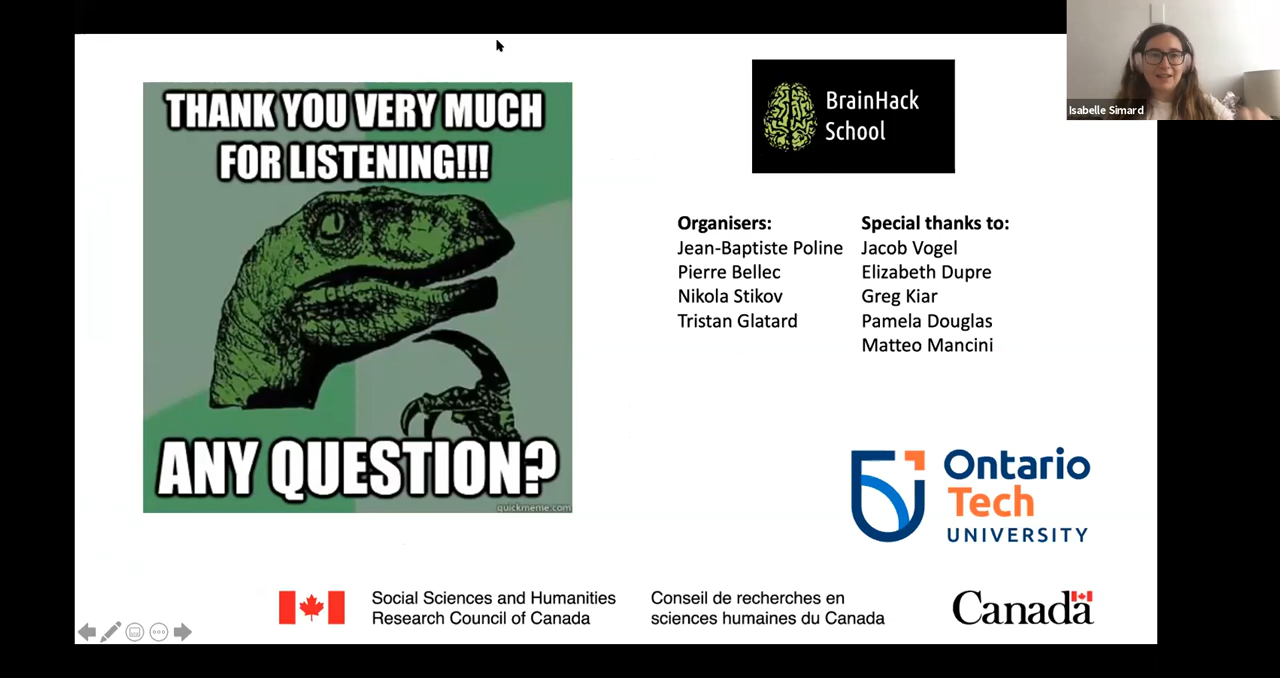 THANK YOU VERY MUCH
FOR LISTENING!!!
ANY QUESTION?
quickmeme.com
BrainHack
School
Isabelle Simard
Organisers:
Jean-Baptiste Poline
Pierre Bellec
Nikola Stikov
Tristan Glatard
Special thanks to:
Jacob Vogel
Elizabeth Dupre
Greg Kiar
Pamela Douglas
Matteo Mancini
Ontario
Tech
UNIVERSITY
Social Sciences and Humanities
Research Council of Canada
Conseil de recherches en
sciences humaines du Canada
Canada